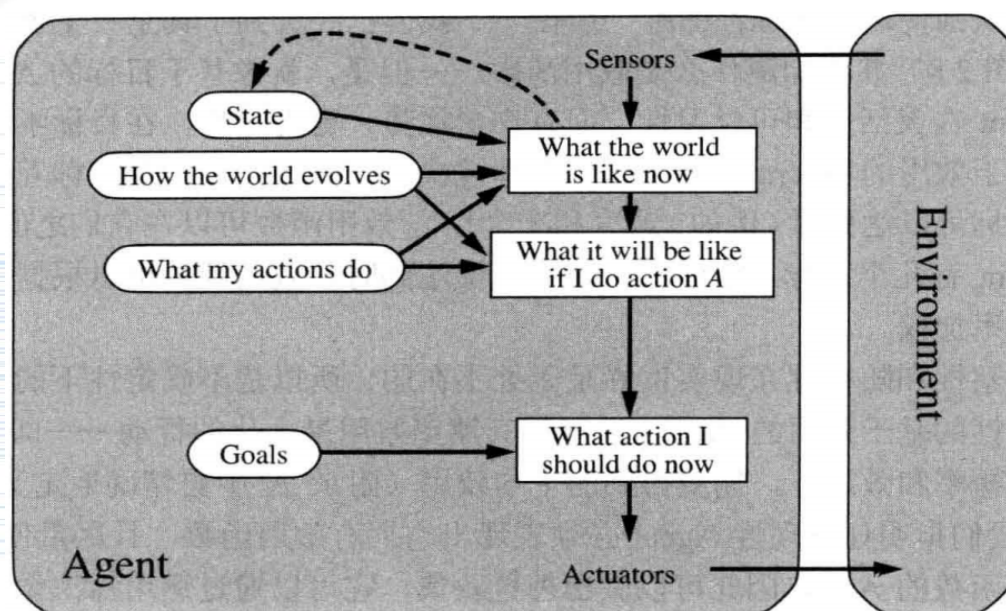 Sensors
State
What the world
is like now
How the world evolves
What my actions do
What it will be like
if I do action A
Goals
What action I
should do now
Agent
Actuators
Environment